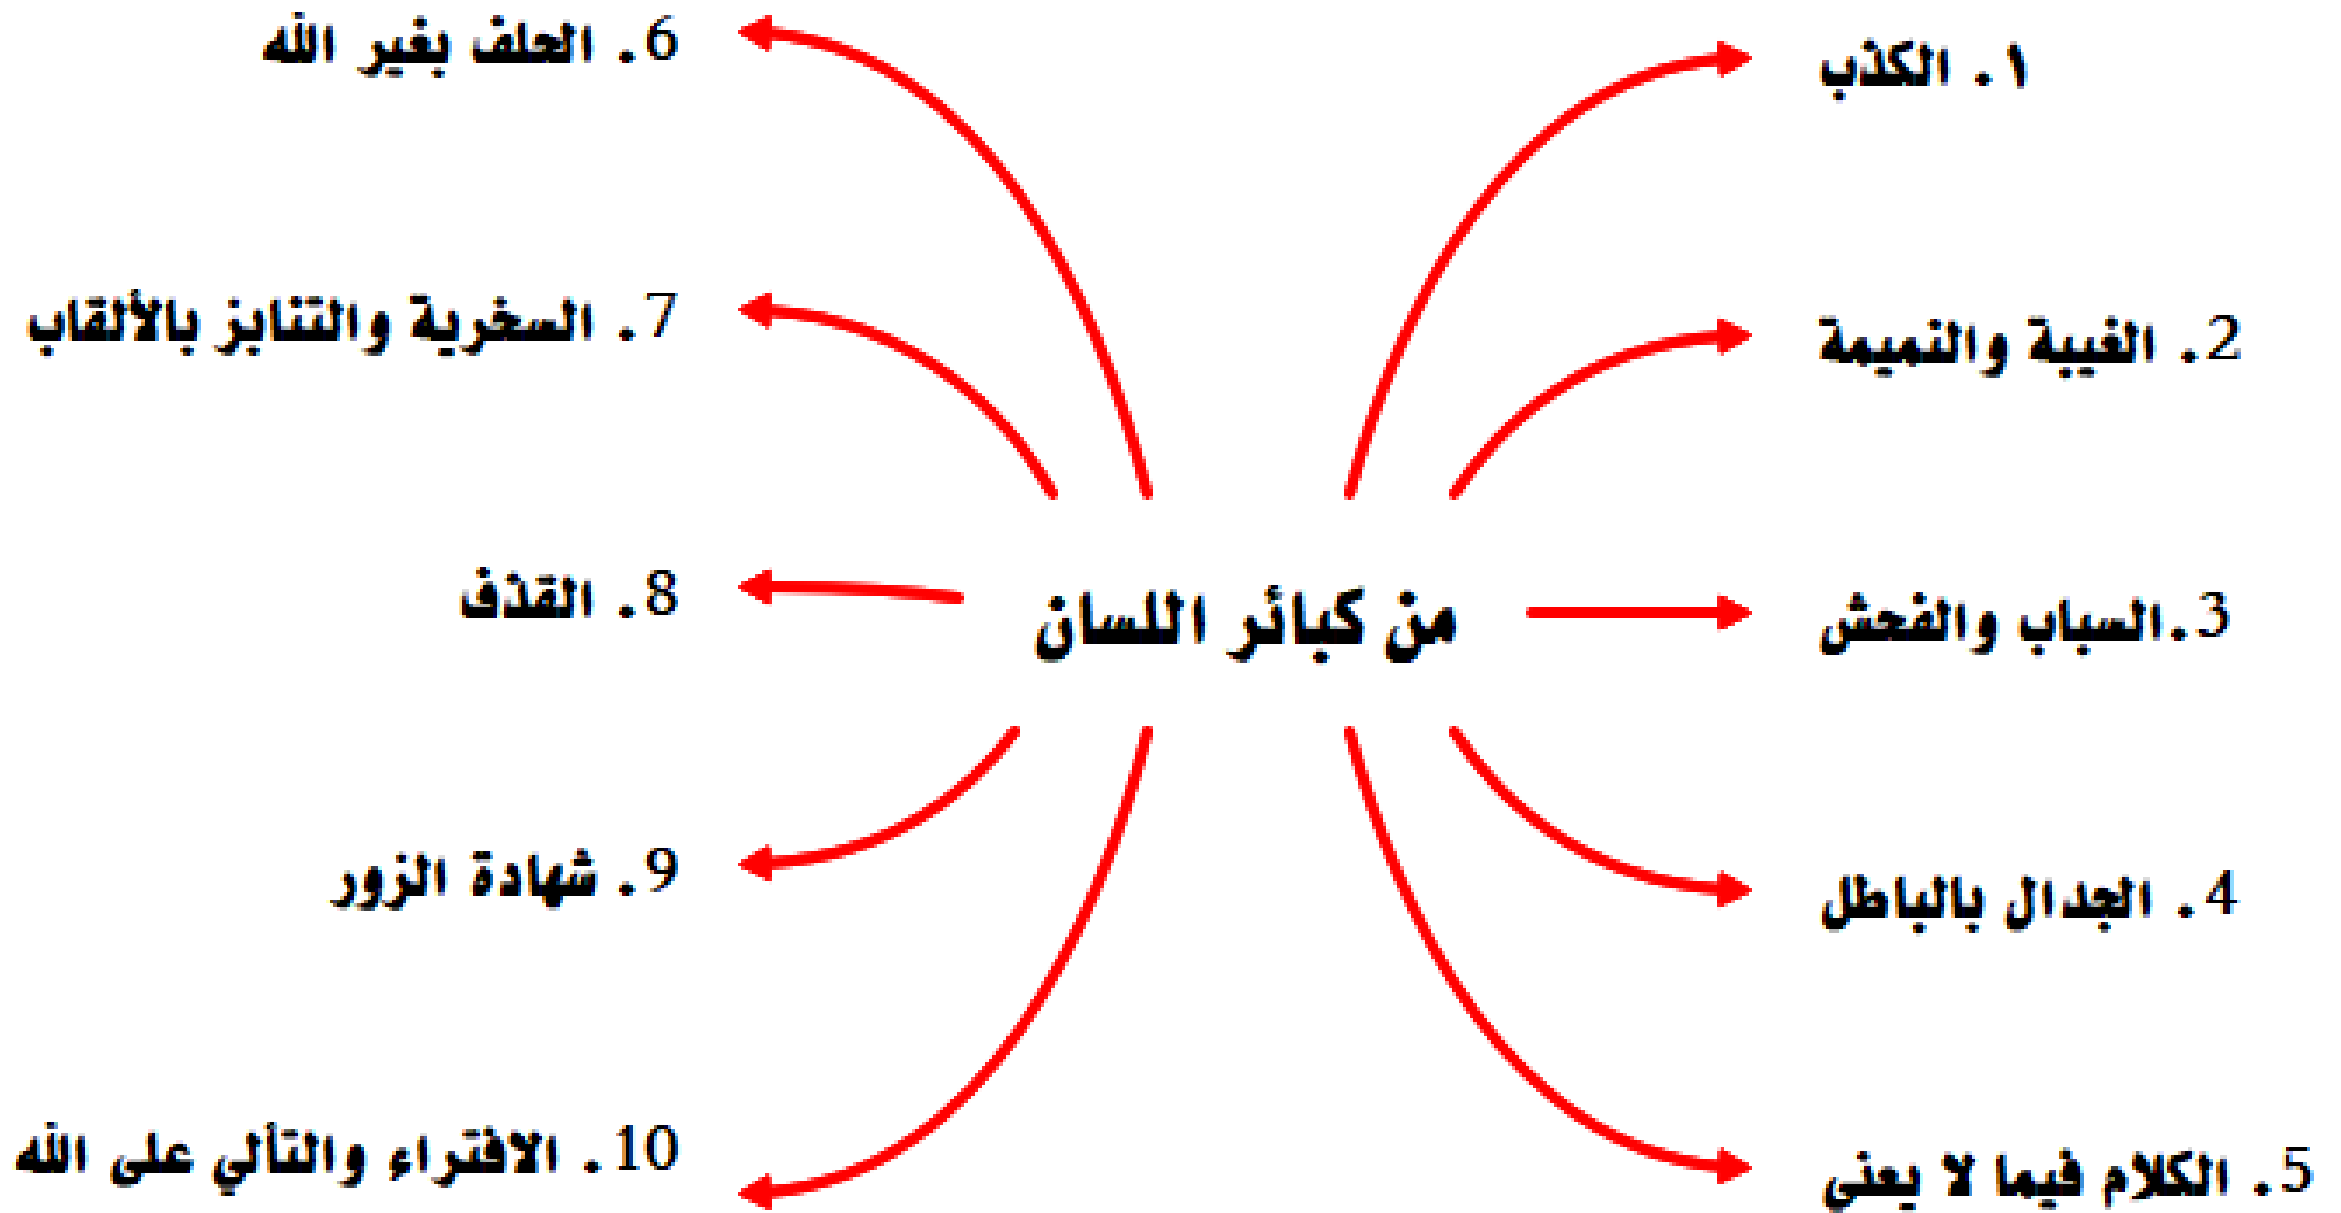 من كبائر اللسان
١. الكذب
2. الغيبة والنميمة
3.السباب والفحش
4. الجدال بالباطل
5. الكلام فيما لا يعني
6. الحلف بغير الله
7. السخرية والتنابز بالألقاب
8. القذف
9. شهادة الزور
10. الافتراء والتألي على الله